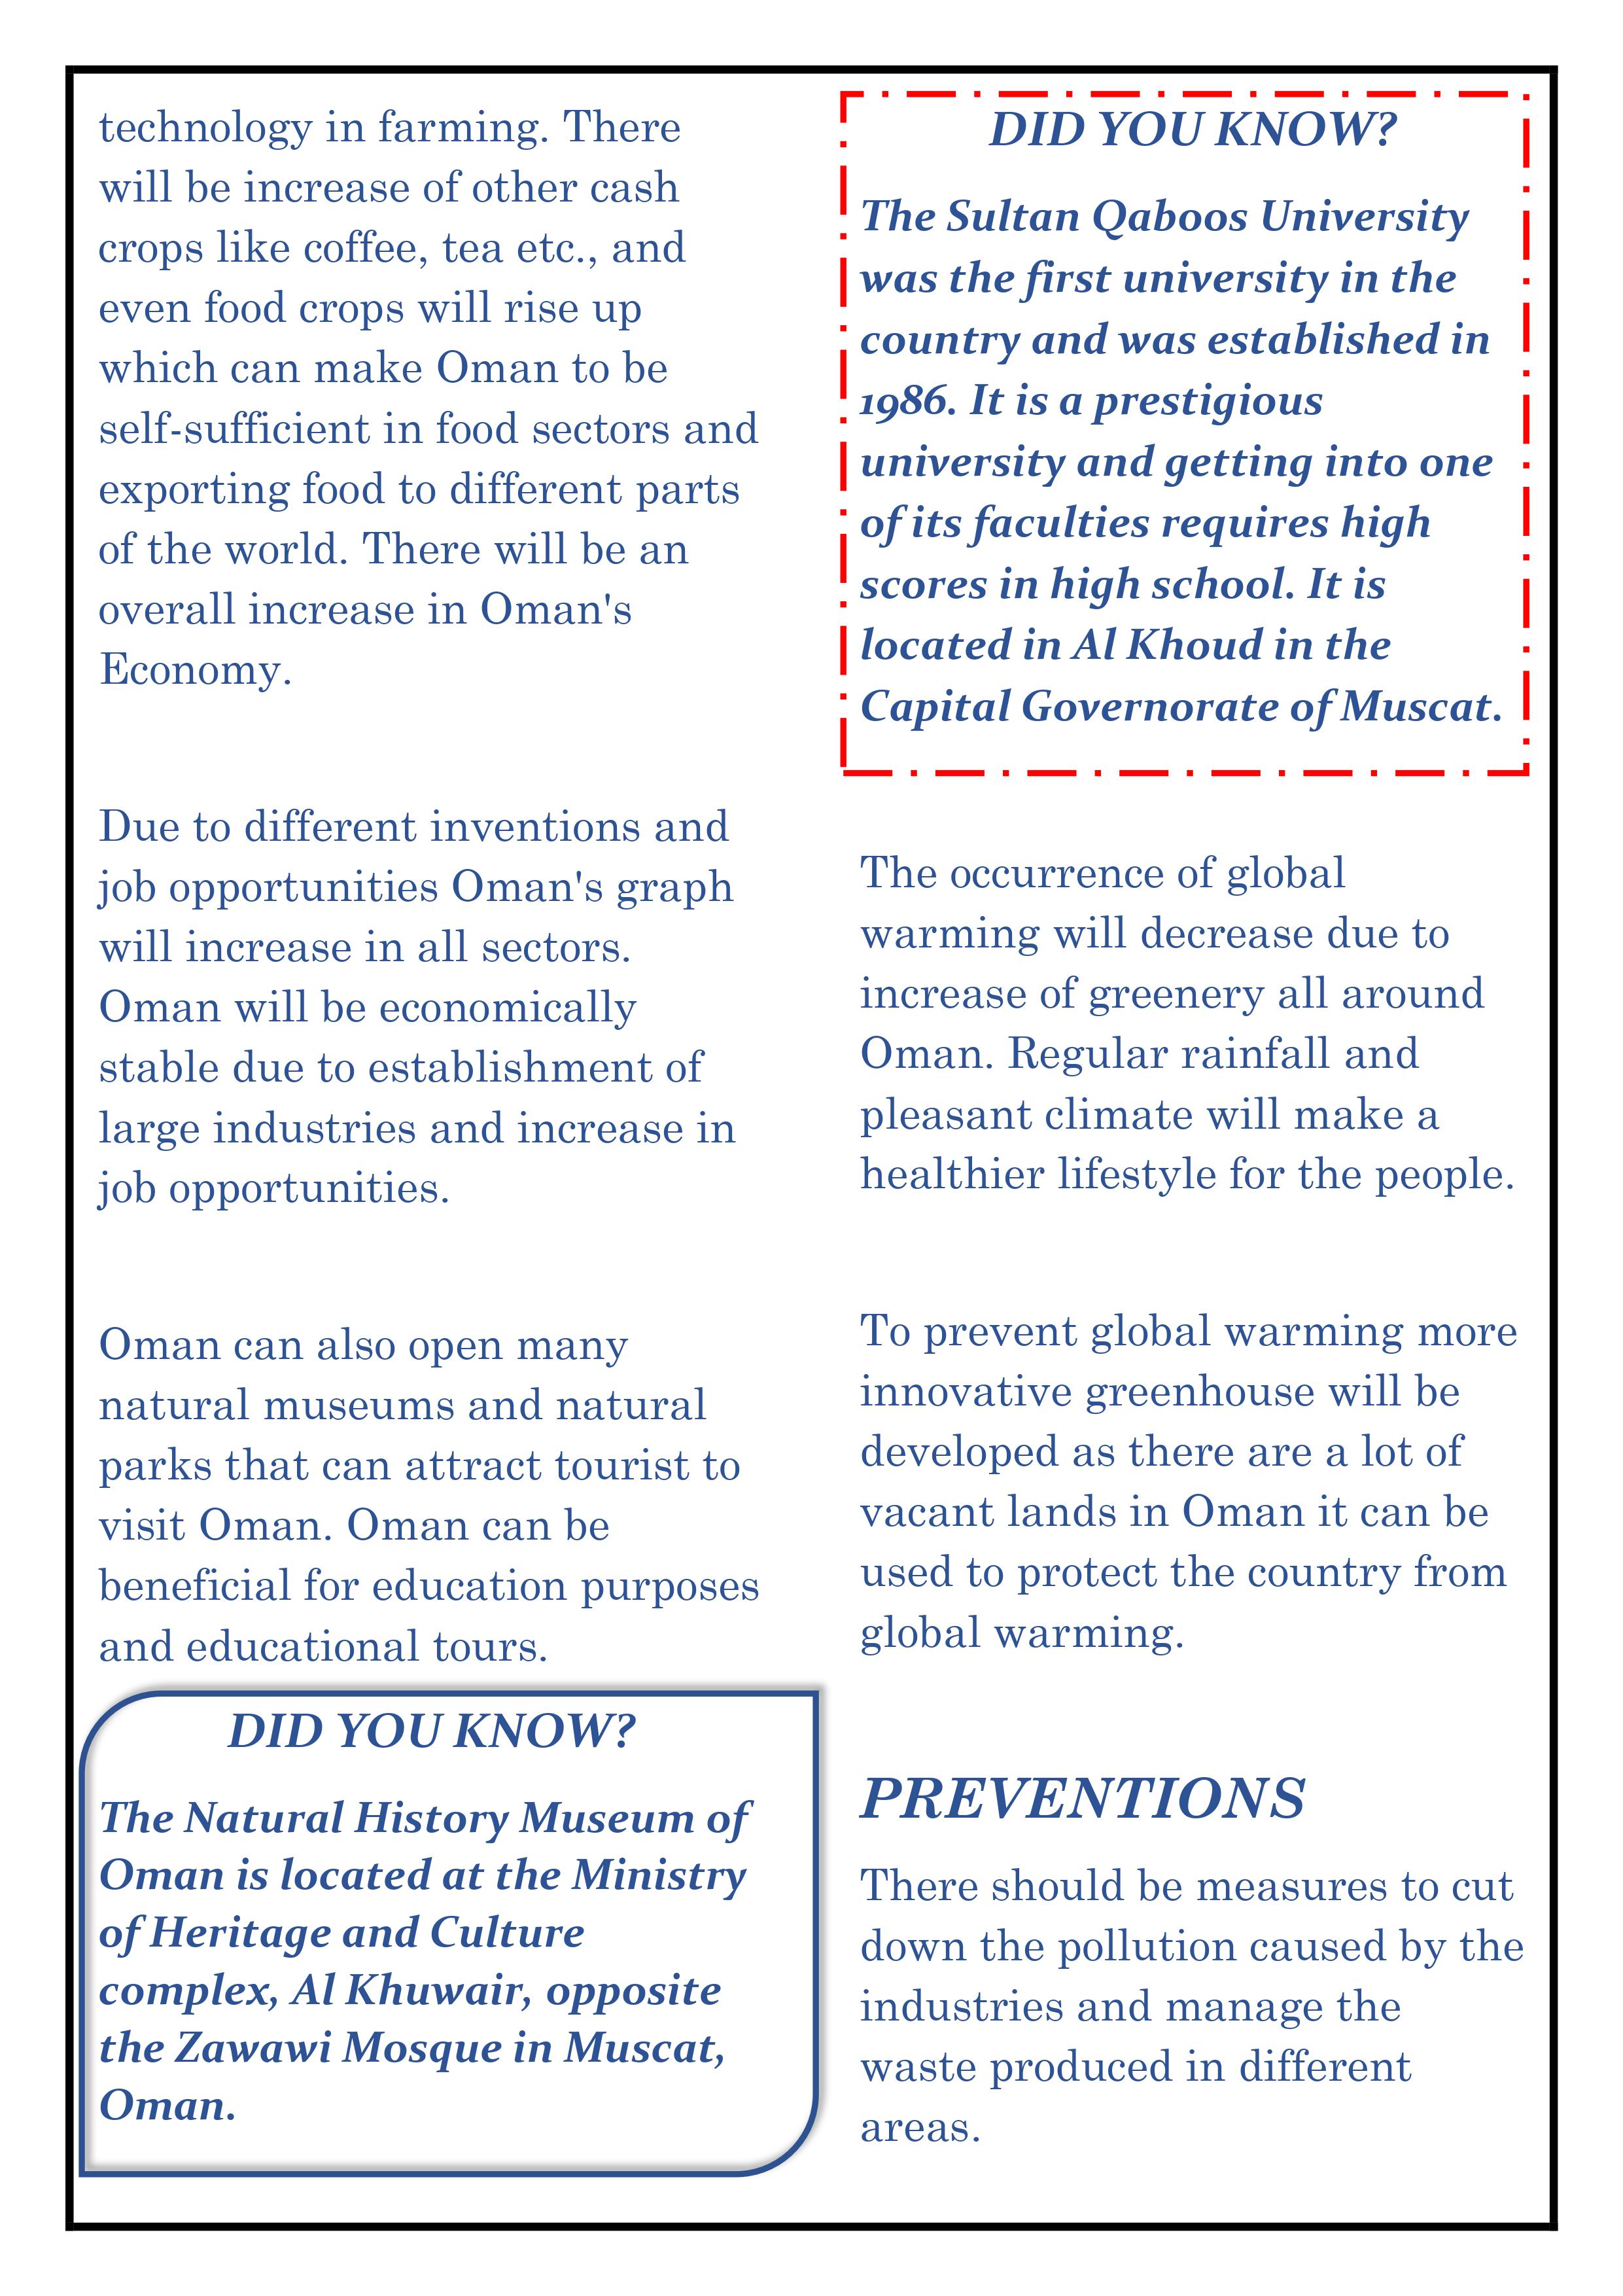 technology in farming. There
will be increase of other cash
crops like coffee, tea etc., and
even food crops will rise up
which can make Oman to be
self-sufficient in food sectors and
exporting food to different parts
of the world. There will be an
overall increase in Oman's
Economy.
Due to different inventions and
job opportunities Oman's graph
will increase in all sectors.
Oman will be economically
stable due to establishment of
large industries and increase in
job opportunities.
Oman can also open many
natural museums and natural
parks that can attract tourist to
visit Oman. Oman can be
beneficial for education purposes
and educational tours.
DID YOU KNOW?
The Natural History Museum of
Oman is located at the Ministry
of Heritage and Culture
complex, Al Khuwair, opposite
the Zawawi Mosque in Muscat,
Oman.
DID YOU KNOW?
The Sultan Qaboos University
was the first university in the
country and was established in
1986. It is a prestigious
university and getting into one
of its faculties requires high
scores in high school. It is
located in Al Khoud in the
Capital Governorate of Muscat.
The occurrence of global
warming will decrease due to
increase of greenery all around
Oman. Regular rainfall and
pleasant climate will make a
healthier lifestyle for the people.
To prevent global warming more
innovative greenhouse will be
developed as there are a lot of
vacant lands in Oman it can be
used to protect the country from
global warming.
PREVENTIONS
There should be measures to cut
down the pollution caused by the
industries and manage the
waste produced in different
areas.